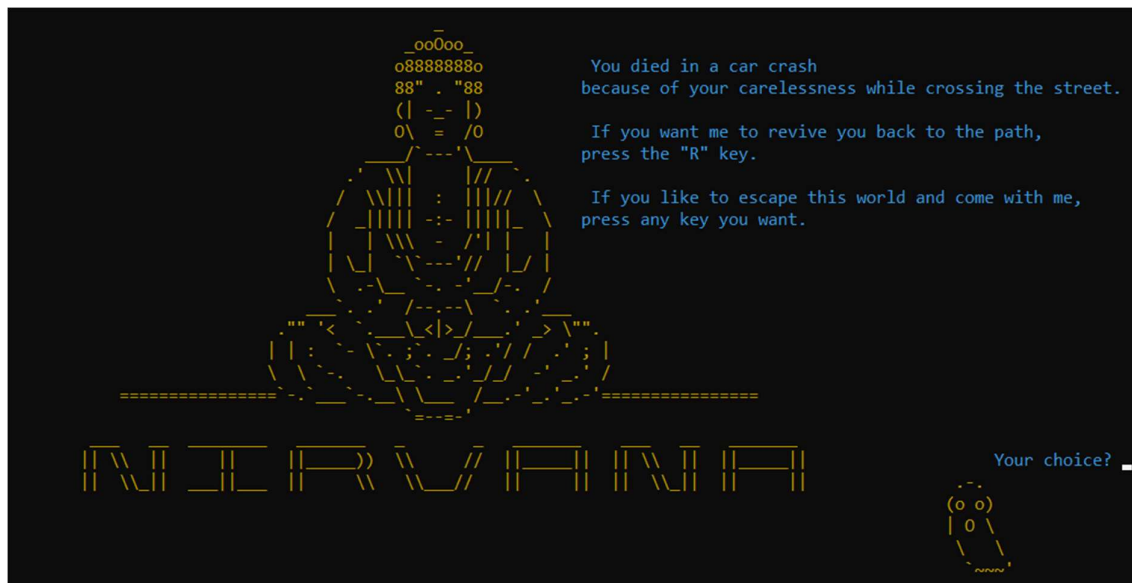 You died in a car crash
because of your carelessness while crossing the street.
If you want me to revive you back to the path,
press the "R" key.
If you like to escape this world and come with me,
press any key you want.
NIRVANA
Your choice?